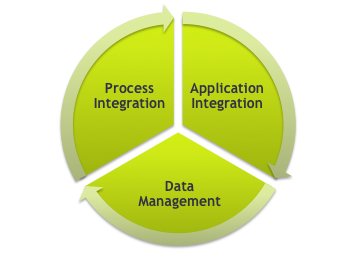 Process
Integration
Application
Integration
Data
Management